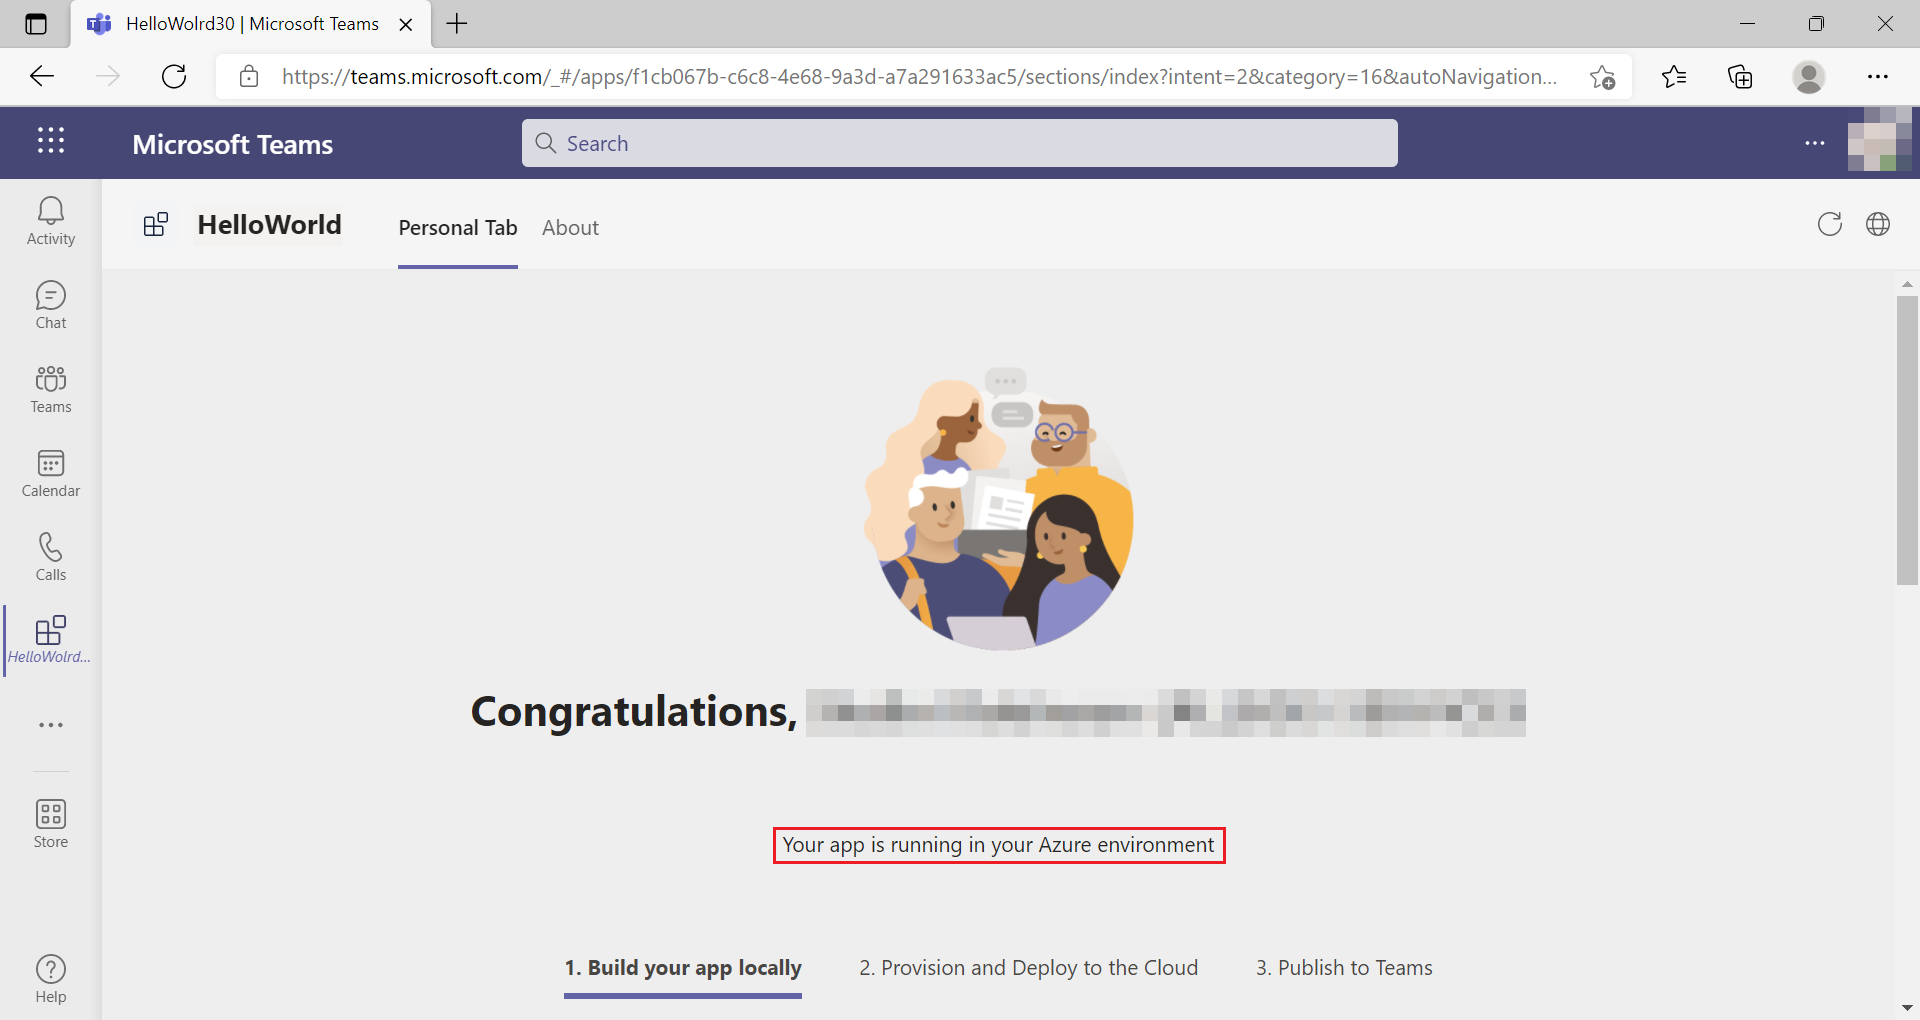 HelloWolrd30 | Microsoft Teams
https://teams.microsoft.com/_#/apps/f1cb067b-c6c8-4e68-9a3d-a7a291633ac5/sections/index?intent=2&category=16&autoNavigation...
Microsoft Teams
Search
HelloWorld
Personal Tab
About
Activity
Chat
Teams
Calendar
Calls
HelloWolrd...
Store
Help
Congratulations,
Your app is running in your Azure environment
1. Build your app locally
2. Provision and Deploy to the Cloud
3. Publish to Teams